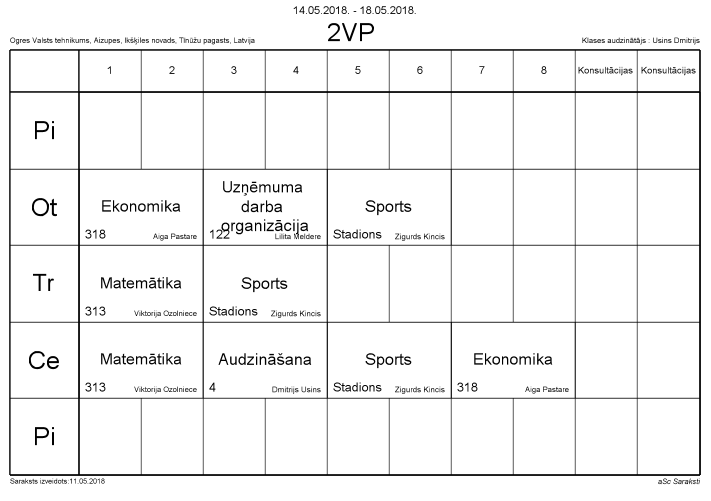 14.05.2018. - 18.05.2018.
Ogres Valsts tehnikums, Aizupes, Ikšķiles novads, Tīnūžu pagasts, Latvija
2VP
Klases audzinātājs : Usins Dmitrijs
1 2 3 4 5 6 7 8 Konsultācijas Konsultācijas
Pi
Ot
Ekonomika
318 Aiga Pastare
Uzņēmuma
darba
organizācija
122 Lilita Meldere
Sports
Stadions Zigurds Kincis
Tr
Matemātika
313 Viktorija Ozolniece
Sports
Stadions Zigurds Kincis
Ce
Matemātika
313 Viktorija Ozolniece
Audzināšana
4 Dmitrijs Usins
Sports
Stadions Zigurds Kincis
Ekonomika
318 Aiga Pastare
Pi
Saraksts izveidots:11.05.2018
aSc Saraksti